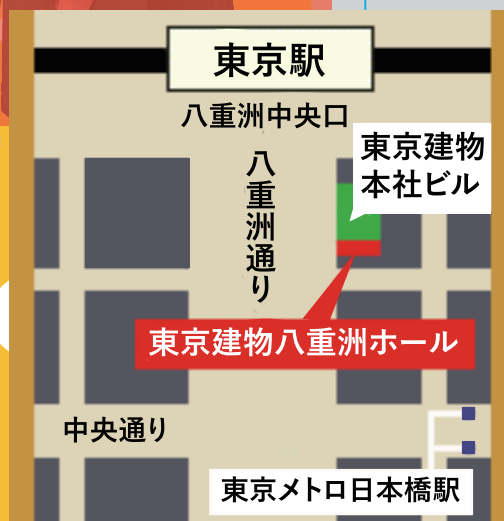 東京駅
八重洲中央口
東京建物
本社ビル
八重洲通り
東京建物八重洲ホール
中央通り
東京メトロ日本橋駅